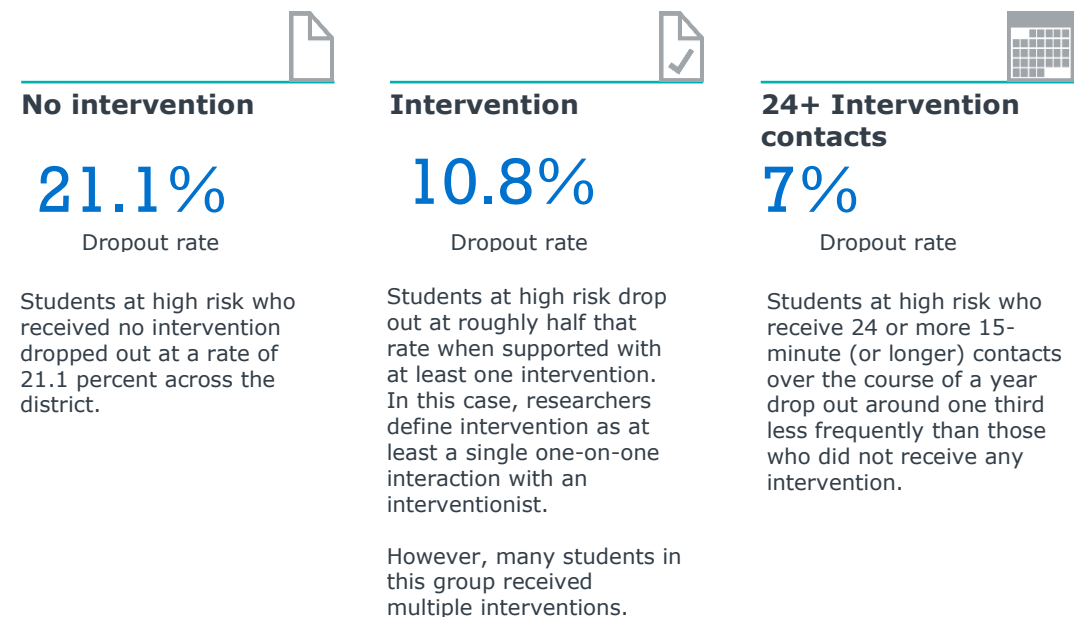 No intervention
21.1%
Dropout rate
Students at high risk who
received no intervention
dropped out at a rate of
21.1 percent across the
district.
Intervention
10.8%
Dropout rate
Students at high risk drop
out at roughly half that
rate when supported with
at least one intervention.
In this case, researchers
define intervention as at
least a single one-on-one
interaction with an
interventionist.
However, many students in
this group received
multiple interventions.
24+ Intervention
contacts
7%
Dropout rate
Students at high risk who
receive 24 or more 15-
minute (or longer) contacts
over the course of a year
drop out around one third
less frequently than those
who did not receive any
intervention.